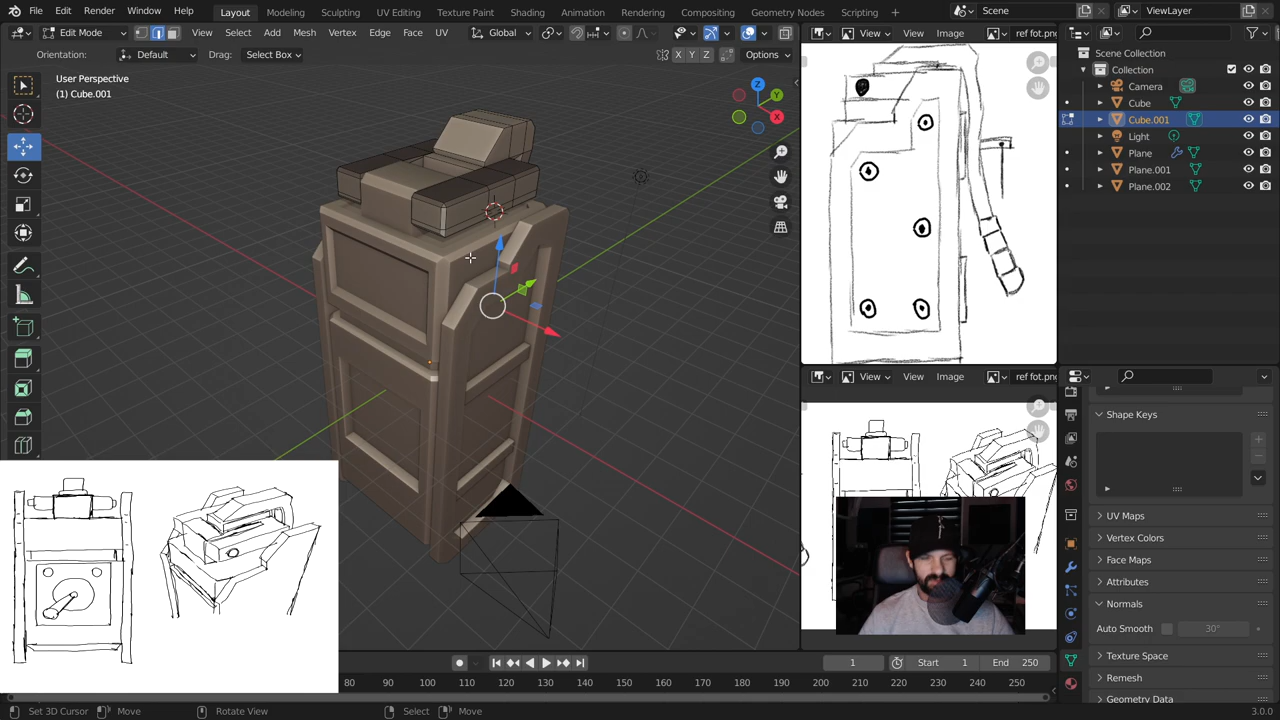 File Edit Render Window Help Layout Modeling Sculpting UV Editing Texture Paint Shading Animation Rendering Compositing Geometry Nodes Scripting + Scene ViewLayer
Edit Mode View Select Add Mesh Vertex Edge Face UV Global View View Image ref fot.png
Orientation: Default Drag: Select Box X Y Z Options
User Perspective
(1) Cube.001
Z
Y
X
Scene Collection
Collection
Camera
Cube
Cube.001
Light
Plane
Plane.001
Plane.002
View View Image ref fot.png
Shape Keys
UV Maps
Vertex Colors
Face Maps
Attributes
Normals
Auto Smooth 30°
Texture Space
Remesh
Geometry Data
1 Start 1 End 250
80 90 100 110 120 130 140 150 160 170 180 190 200 210 220 230 240 250
Set 3D Cursor Move Rotate View Select Move 3.0.0